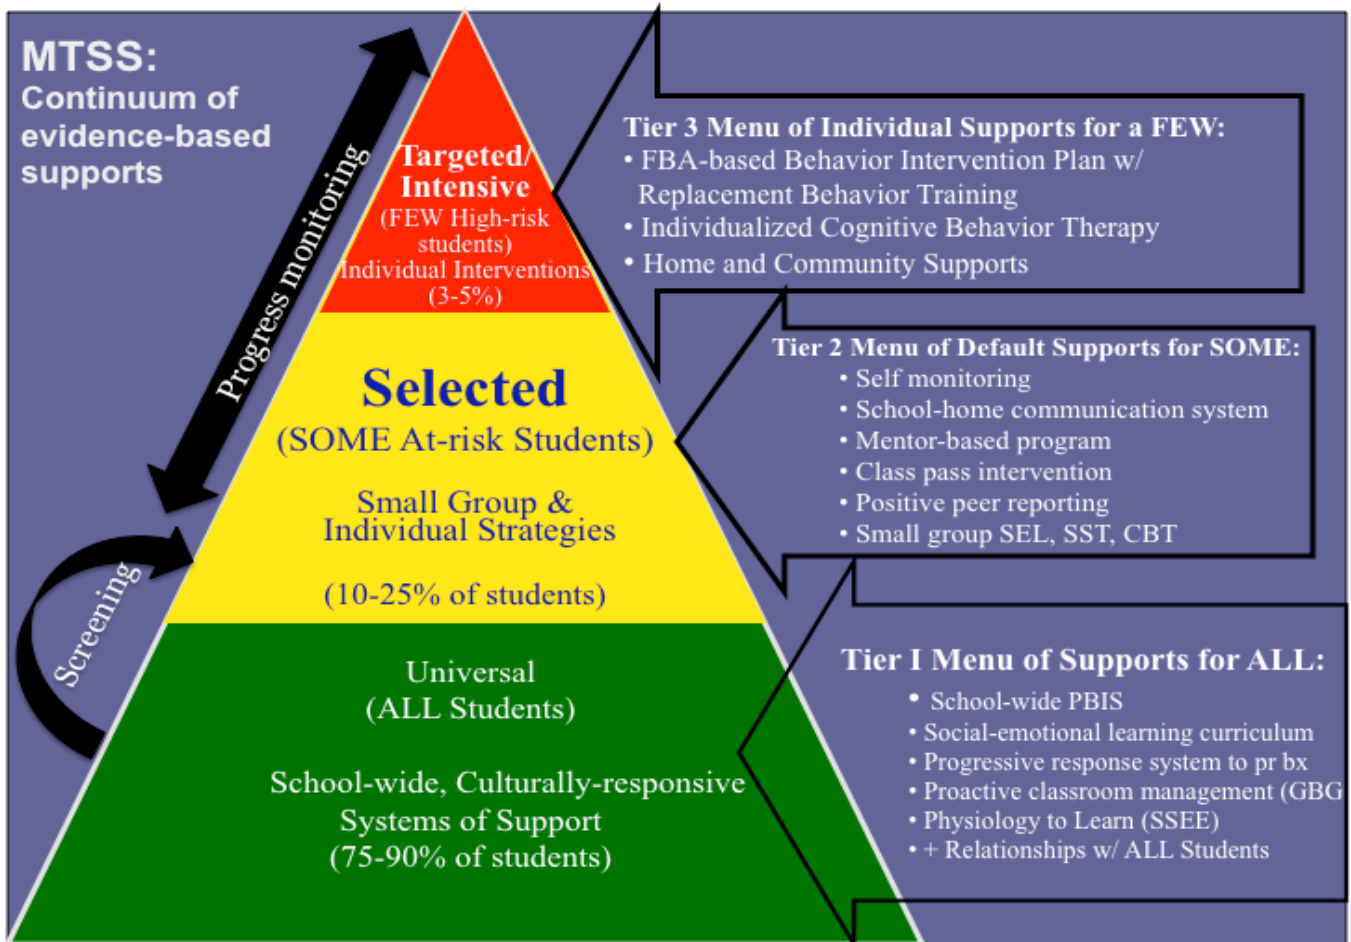 MTSS:
Continuum of
evidence-based
supports
Progress monitoring
Screening
Targeted/
Intensive
(FEW High-risk
students)
Individual Interventions
(3-5%)
Selected
(SOME At-risk Students)
Small Group &
Individual Strategies
(10-25% of students)
Universal
(ALL Students)
School-wide, Culturally-responsive
Systems of Support
(75-90% of students)
Tier 3 Menu of Individual Supports for a FEW:
• FBA-based Behavior Intervention Plan w/
Replacement Behavior Training
• Individualized Cognitive Behavior Therapy
• Home and Community Supports
Tier 2 Menu of Default Supports for SOME:
• Self monitoring
• School-home communication system
• Mentor-based program
• Class pass intervention
• Positive peer reporting
• Small group SEL, SST, CBT
Tier I Menu of Supports for ALL:
• School-wide PBIS
• Social-emotional learning curriculum
• Progressive response system to pr bx
• Proactive classroom management (GBG
• Physiology to Learn (SSEE)
• + Relationships w/ ALL Students